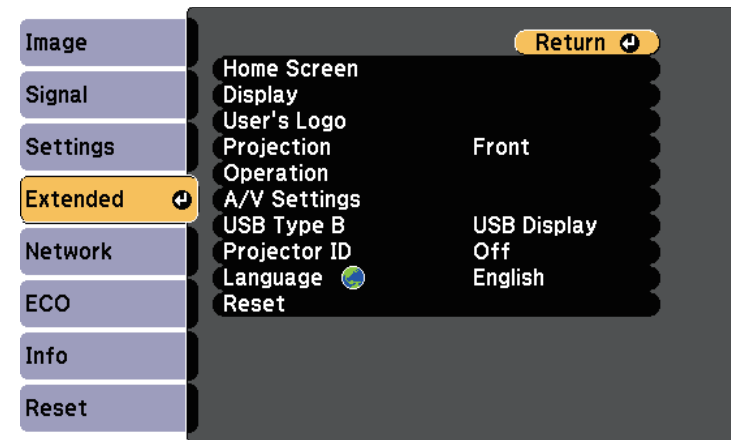 Image
Signal
Settings
Extended
Network
ECO
Info
Reset
Return
Home Screen
Display
User's Logo
Projection Front
Operation
A/V Settings
USB Type B USB Display
Projector ID Off
Language English
Reset